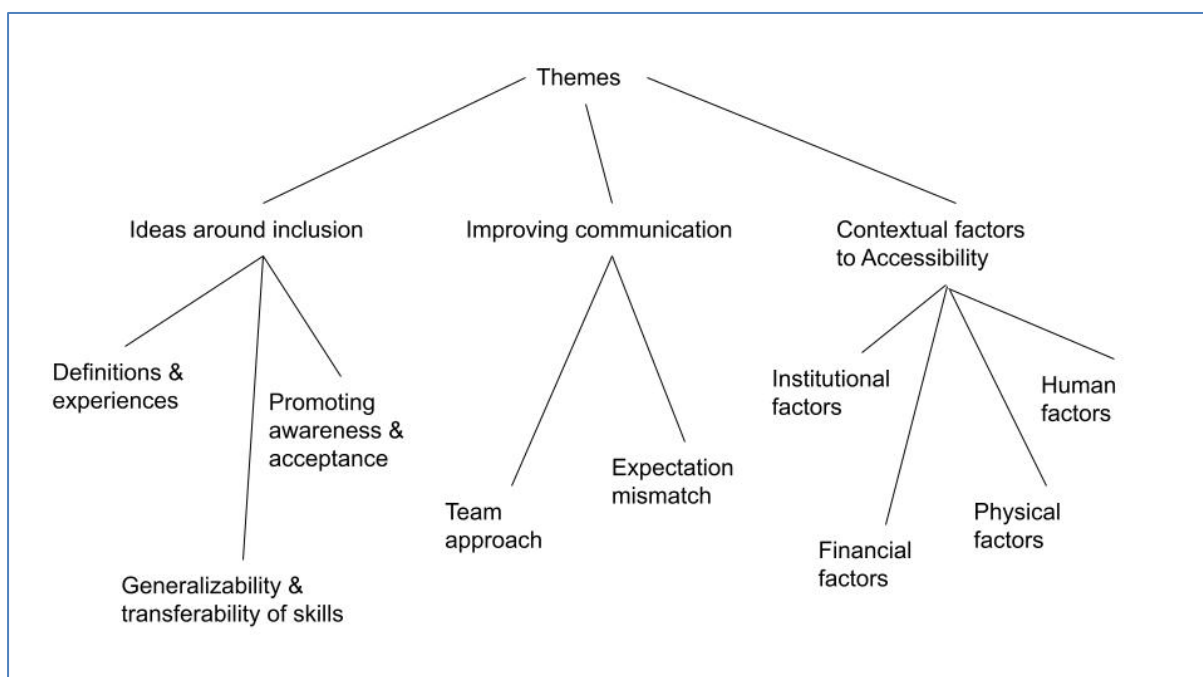 Themes
Ideas around inclusion
Improving communication
Contextual factors
to Accessibility
Definitions &
experiences
Promoting
awareness &
acceptance
Generalizability &
transferability of skills
Team
approach
Expectation
mismatch
Institutional
factors
Financial
factors
Physical
factors
Human
factors